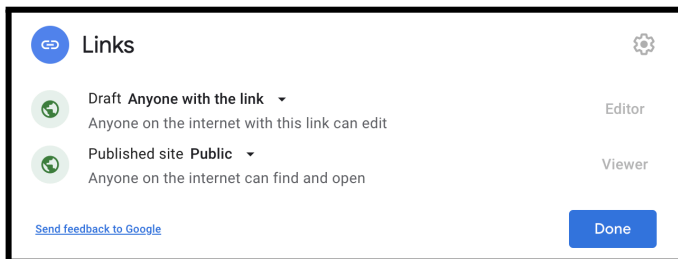 Links
Draft Anyone with the link
Editor
Anyone on the internet with this link can edit
Published site Public
Viewer
Anyone on the internet can find and open
Send feedback to Google
Done